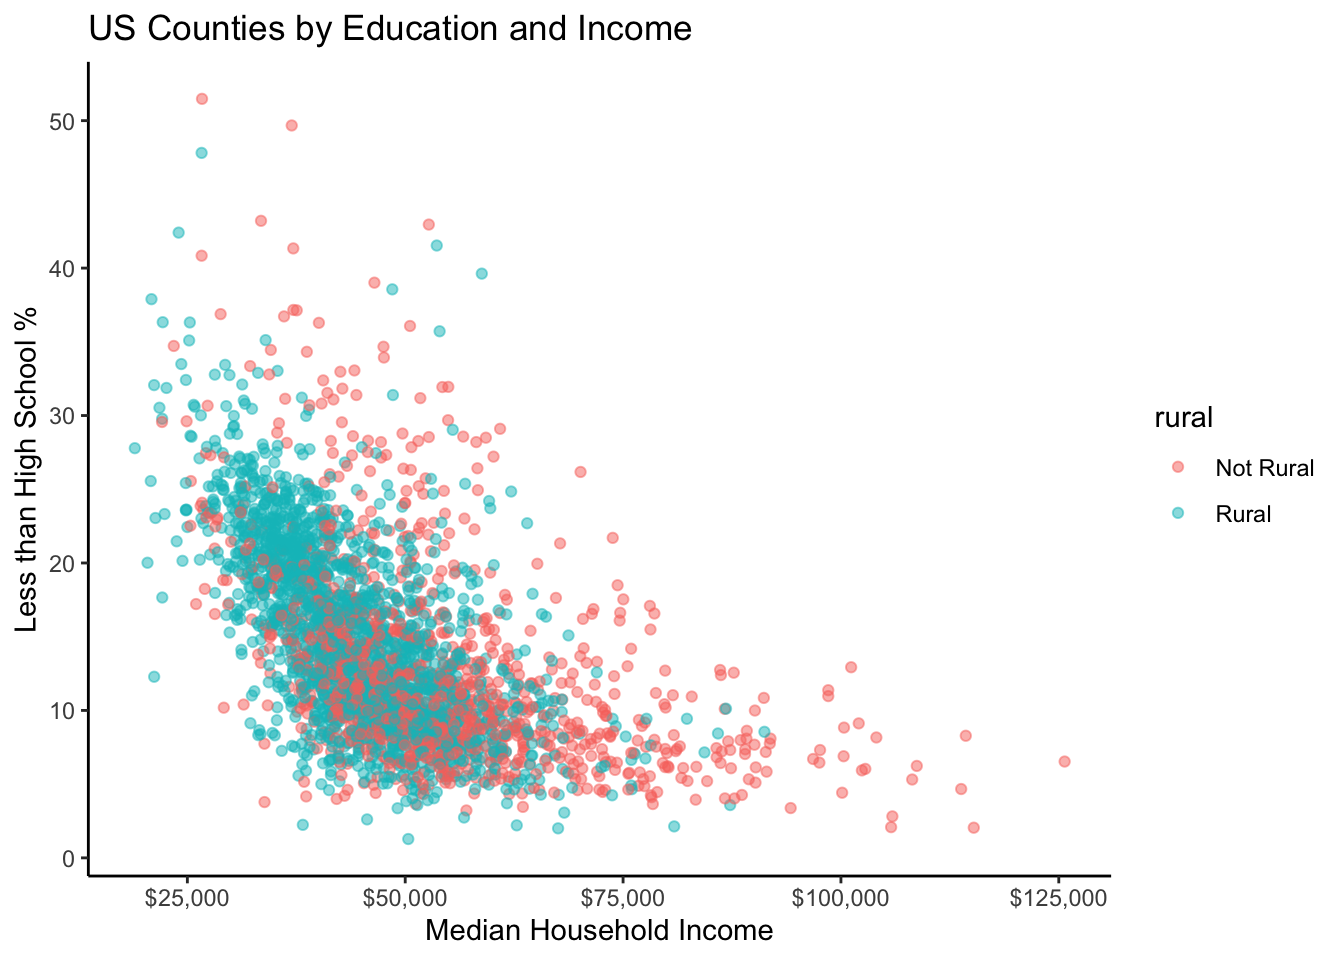 US Counties by Education and Income
Less than High School %
50
40
30
20
10
0
$25,000
$50,000
$75,000
$100,000
$125,000
Median Household Income
rural
Not Rural
Rural